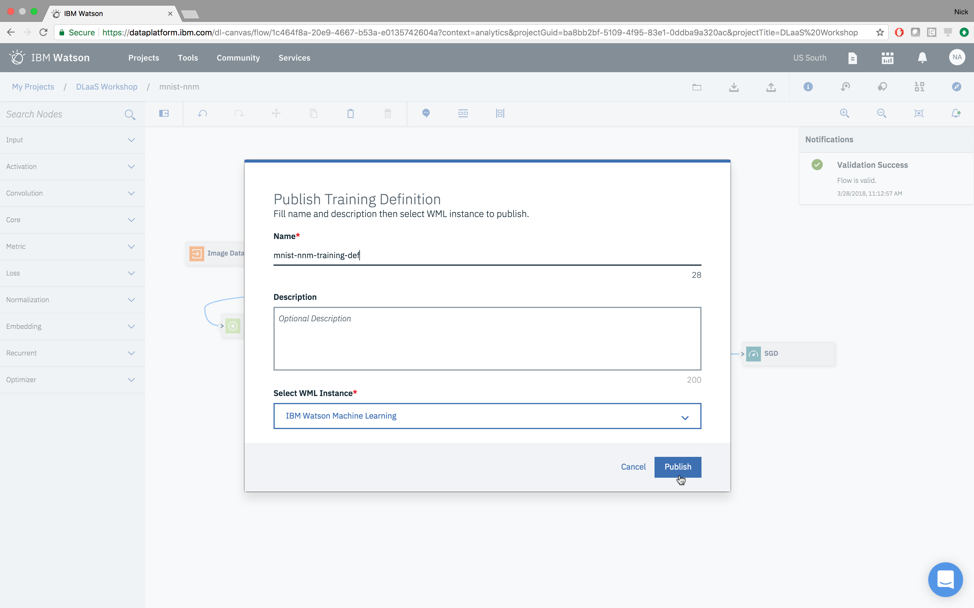 IBM Watson
Nick
Secure https://dataplatform.ibm.com/dl-canvas/flow/1c464f8a-20e9-4667-b53a-e0135742604a?context=analytics&projectGuid=ba8bb2bf-5109-4f95-83e1-0ddba9a320ac&projectTitle=DLaaS%20Workshop
IBM Watson Projects Tools Community Services US South NA
My Projects / DLaaS Workshop / mnist-nnm
Search Nodes
Input
Activation
Convolution
Core
Metric
Loss
Normalization
Embedding
Recurrent
Optimizer
Image Data
Publish Training Definition
Fill name and description then select WML instance to publish.
Name*
mnist-nnm-training-def
28
Description
Optional Description
200
Select WML Instance*
IBM Watson Machine Learning
Cancel Publish
SGD
Notifications
Validation Success
Flow is valid.
3/28/2018, 11:12:57 AM